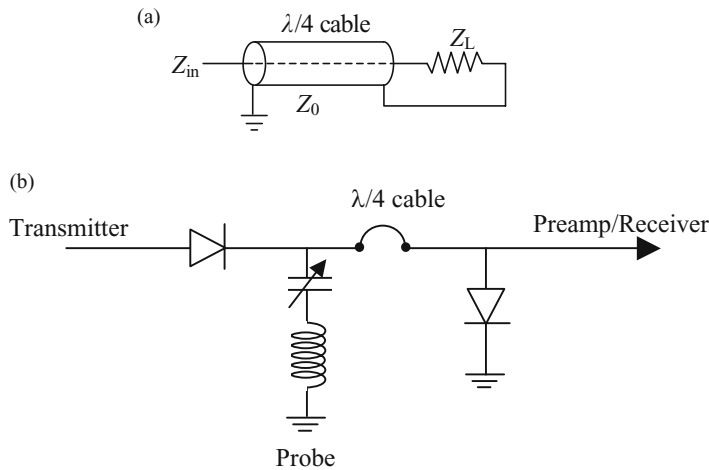 (a)
λ/4 cable
Z_L
Z_in
Z_0
(b)
λ/4 cable
Transmitter
Preamp/Receiver
Probe